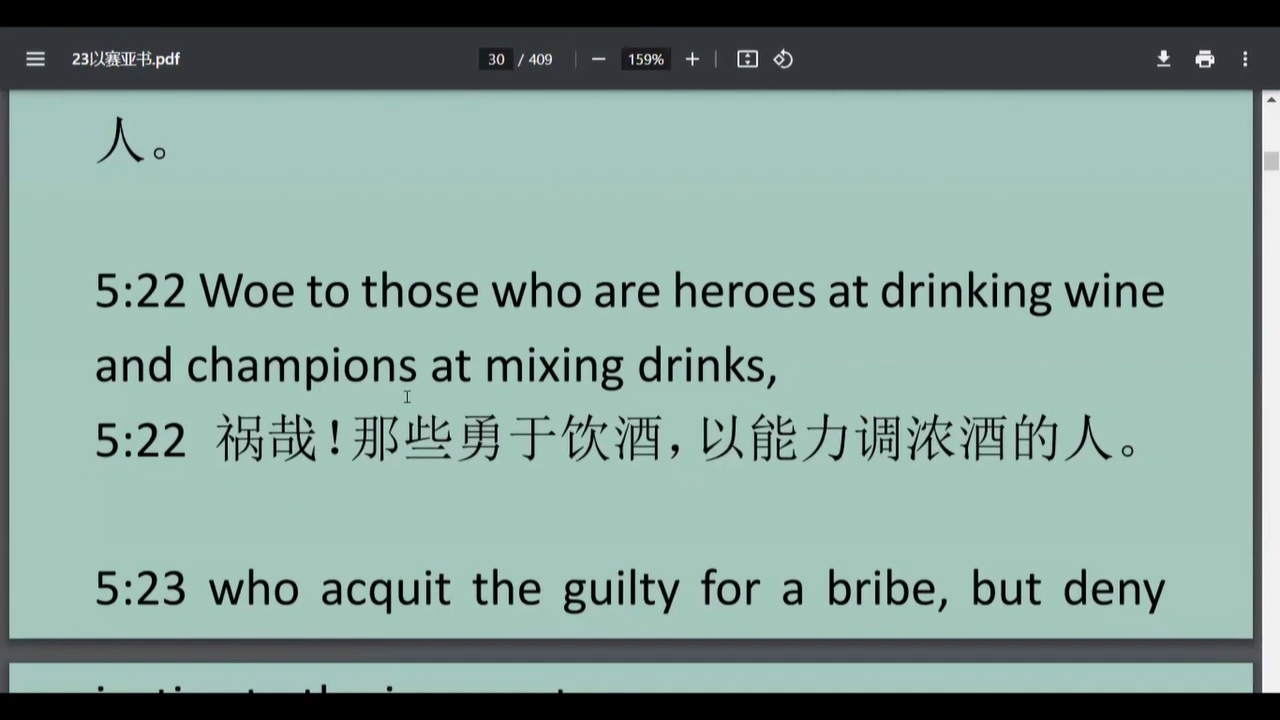 23以赛亚书.pdf
30 / 409
159%
人。
5:22 Woe to those who are heroes at drinking wine
and champions at mixing drinks,
5:22 祸哉！那些勇于饮酒，以能力调浓酒的人。
5:23 who acquit the guilty for a bribe, but deny